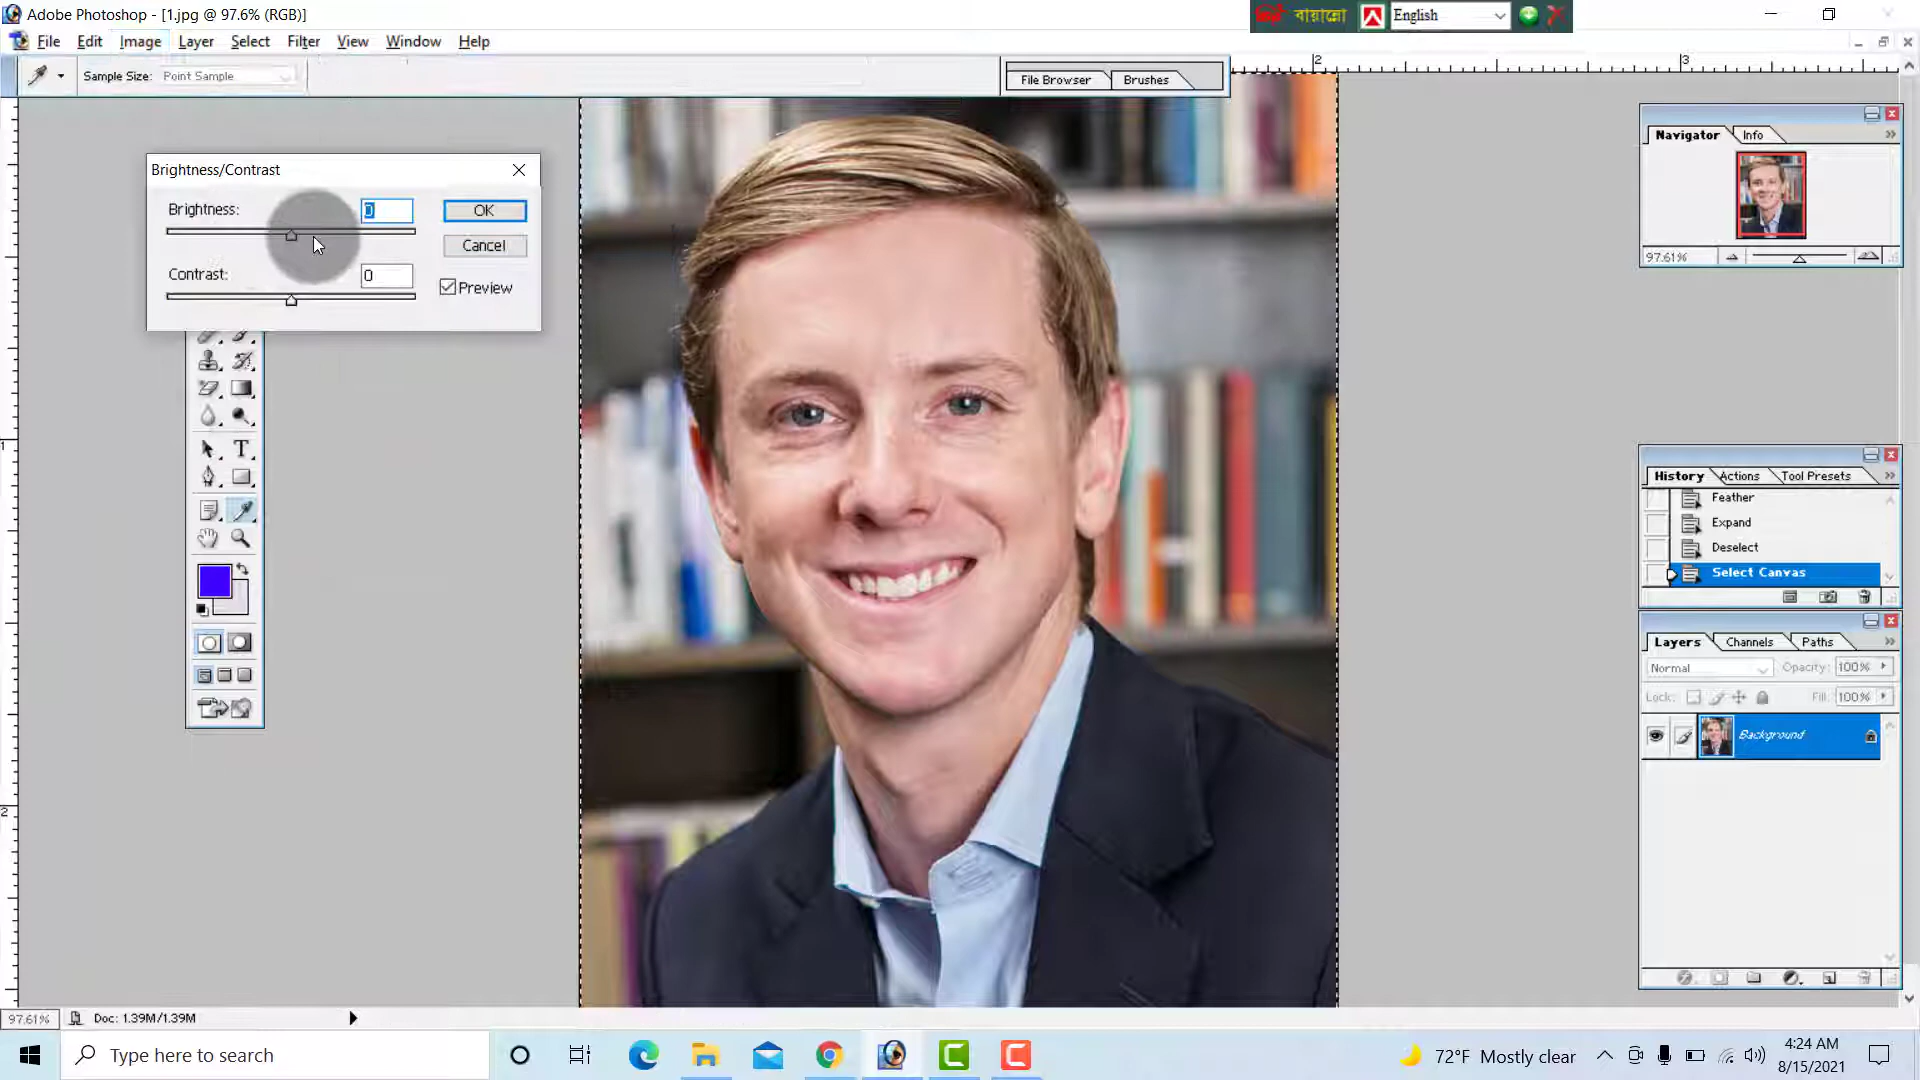 Adobe Photoshop - [1.jpg @ 97.6% (RGB)]
বায়ান্নো
English
File Edit Image Layer Select Filter View Window Help
Sample Size: Point Sample
File Browser Brushes
2
3
Brightness/Contrast
Brightness: 0
OK
Cancel
Contrast: 0
Preview
Navigator Info
97.61%
1
2
History Actions Tool Presets
Feather
Expand
Deselect
Select Canvas
Layers Channels Paths
Normal Opacity: 100%
Lock: Fill: 100%
Background
T
97.61% Doc: 1.39M/1.39M
Type here to search
72°F Mostly clear
4:24 AM
8/15/2021